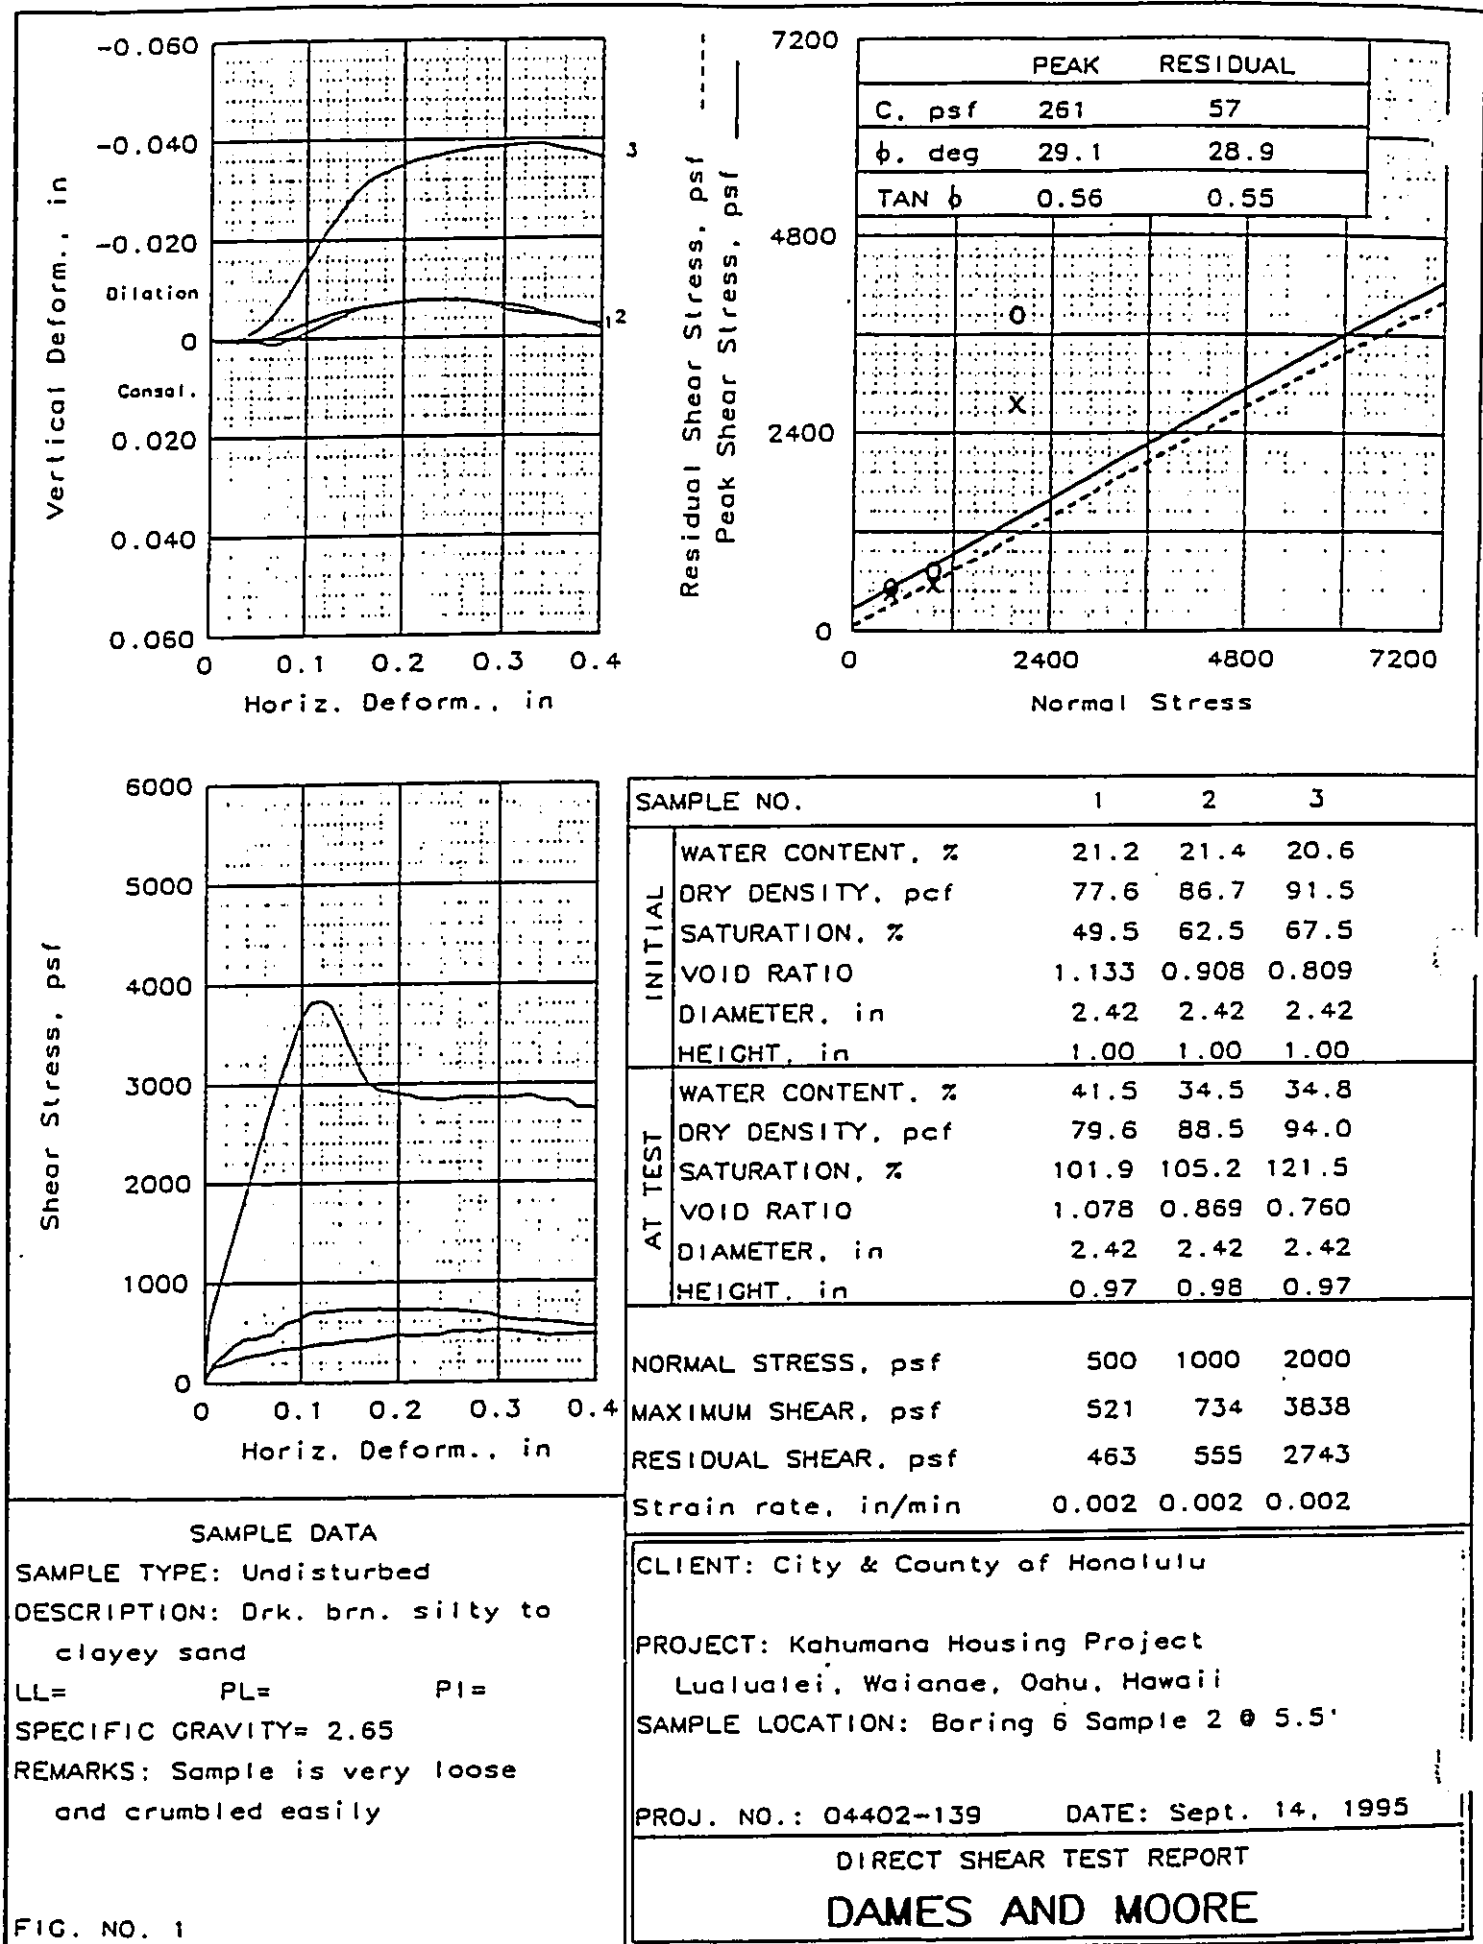 -0.060
-0.040
-0.020
Dilation
0
Consol.
0.020
0.040
0.060
Vertical Deform., in
0 0.1 0.2 0.3 0.4
Horiz. Deform., in
3
1 2
Residual Shear Stress, psf
Peak Shear Stress, psf
7200
4800
2400
0
PEAK RESIDUAL
C, psf 261 57
ϕ, deg 29.1 28.9
TAN ϕ 0.56 0.55
0 2400 4800 7200
Normal Stress
6000
5000
4000
3000
2000
1000
0
Shear Stress, psf
0 0.1 0.2 0.3 0.4
Horiz. Deform., in
SAMPLE NO. 1 2 3
INITIAL
WATER CONTENT, % 21.2 21.4 20.6
DRY DENSITY, pcf 77.6 86.7 91.5
SATURATION, % 49.5 62.5 67.5
VOID RATIO 1.133 0.908 0.809
DIAMETER, in 2.42 2.42 2.42
HEIGHT, in 1.00 1.00 1.00
AT TEST
WATER CONTENT, % 41.5 34.5 34.8
DRY DENSITY, pcf 79.6 88.5 94.0
SATURATION, % 101.9 105.2 121.5
VOID RATIO 1.078 0.869 0.760
DIAMETER, in 2.42 2.42 2.42
HEIGHT, in 0.97 0.98 0.97
NORMAL STRESS, psf 500 1000 2000
MAXIMUM SHEAR, psf 521 734 3838
RESIDUAL SHEAR, psf 463 555 2743
Strain rate, in/min 0.002 0.002 0.002
SAMPLE DATA
SAMPLE TYPE: Undisturbed
DESCRIPTION: Drk. brn. silty to
clayey sand
LL= PL= PI=
SPECIFIC GRAVITY= 2.65
REMARKS: Sample is very loose
and crumbled easily
FIG. NO. 1
CLIENT: City & County of Honolulu
PROJECT: Kahumana Housing Project
Lualualei, Waianae, Oahu, Hawaii
SAMPLE LOCATION: Boring 6 Sample 2 @ 5.5'
PROJ. NO.: 04402-139 DATE: Sept. 14, 1995
DIRECT SHEAR TEST REPORT
DAMES AND MOORE